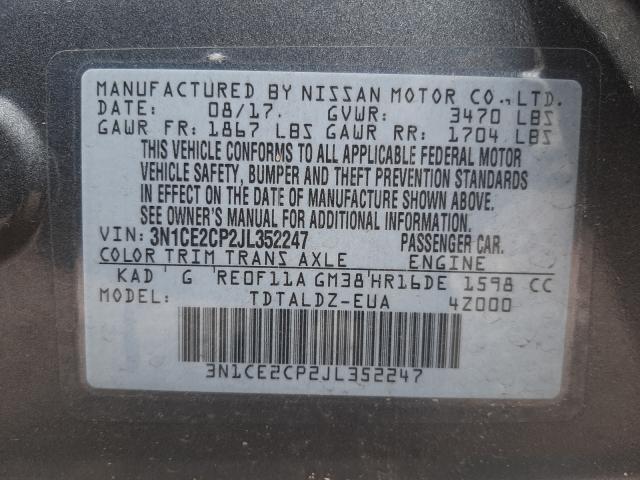 MANUFACTURED BY NISSAN MOTOR CO., LTD.
DATE: 08/17. GVWR: 3470 LBS
GAWR FR: 1867 LBS GAWR RR: 1704 LBS
THIS VEHICLE CONFORMS TO ALL APPLICABLE FEDERAL MOTOR
VEHICLE SAFETY, BUMPER AND THEFT PREVENTION STANDARDS
IN EFFECT ON THE DATE OF MANUFACTURE SHOWN ABOVE.
SEE OWNER'S MANUAL FOR ADDITIONAL INFORMATION.
VIN: 3N1CE2CP2JL352247 PASSENGER CAR.
COLOR TRIM TRANS AXLE ENGINE
KAD ' G ' RE0F11A GM38'HR16DE 1598 CC
MODEL: TDTALDZ-EUA 4Z000
3N1CE2CP2JL352247